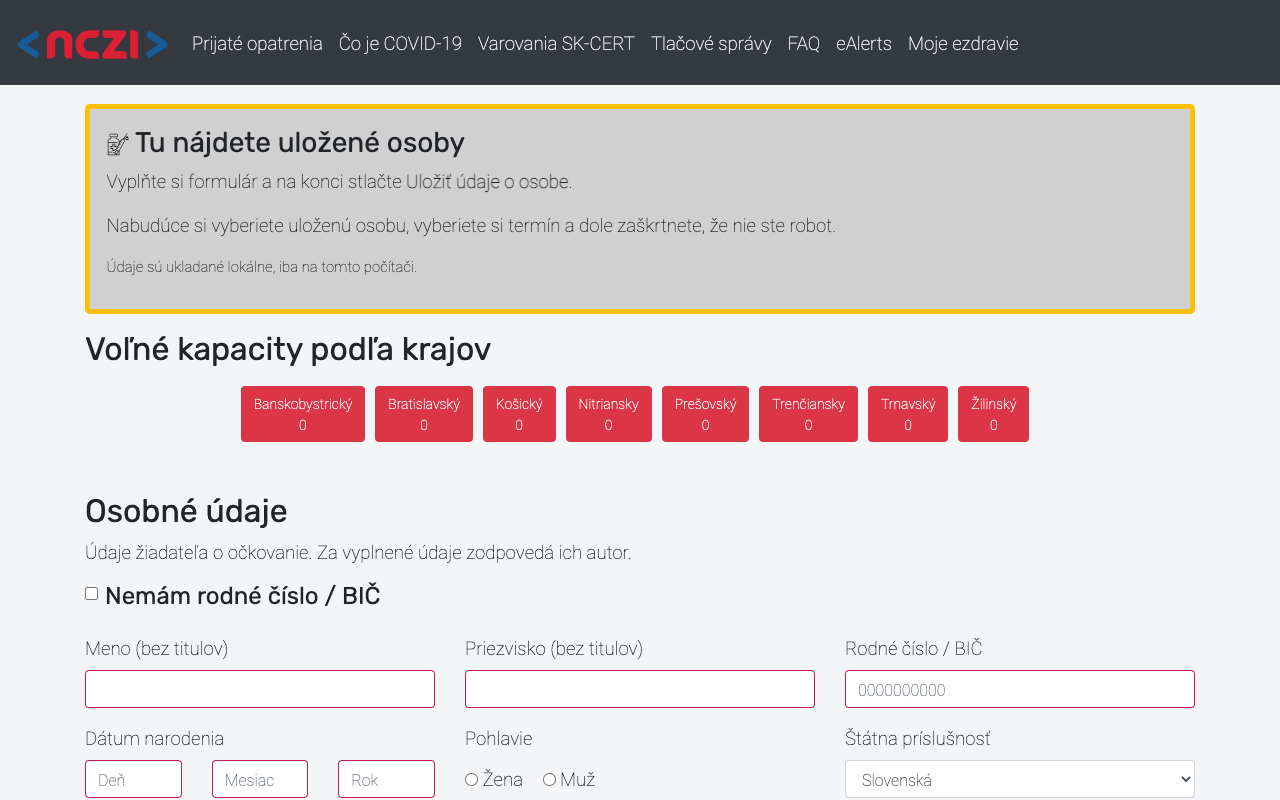 <nczi>
Prijaté opatrenia Čo je COVID-19 Varovania SK-CERT Tlačové správy FAQ eAlerts Moje ezdravie
Tu nájdete uložené osoby
Vyplňte si formulár a na konci stlačte Uložiť údaje o osobe.
Nabudúce si vyberiete uloženú osobu, vyberiete si termín a dole zaškrtnete, že nie ste robot.
Údaje sú ukladané lokálne, iba na tomto počítači.
Voľné kapacity podľa krajov
Banskobystrický Bratislavský Košický Nitriansky Prešovský Trenčiansky Trnavský Žilinský
0 0 0 0 0 0 0 0
Osobné údaje
Údaje žiadateľa o očkovanie. Za vyplnené údaje zodpovedá ich autor.
Nemám rodné číslo / BIČ
Meno (bez titulov) Priezvisko (bez titulov) Rodné číslo / BIČ
0000000000
Dátum narodenia Pohlavie Štátna príslušnosť
Deň Mesiac Rok Žena Muž Slovenská